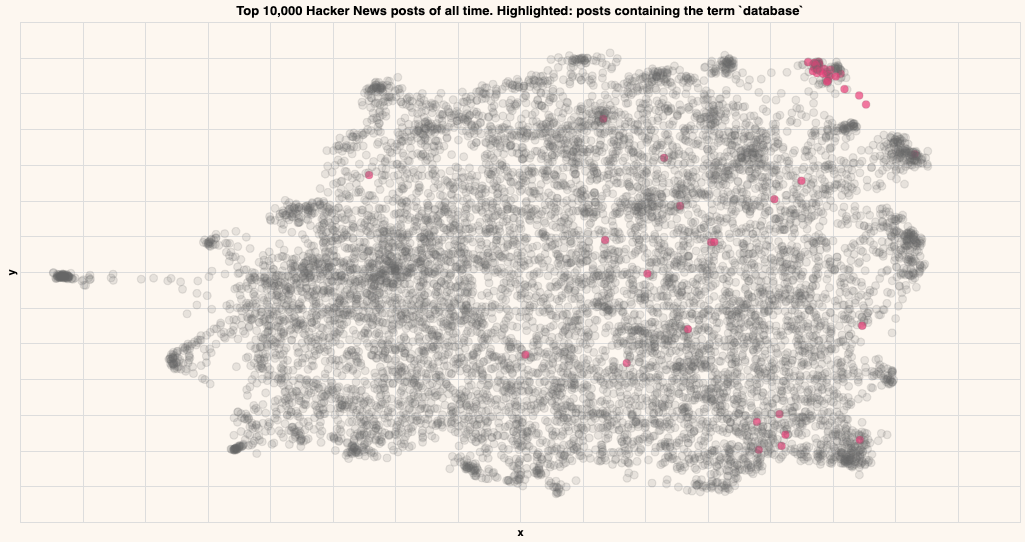 Top 10,000 Hacker News posts of all time. Highlighted: posts containing the term `database`
y
x